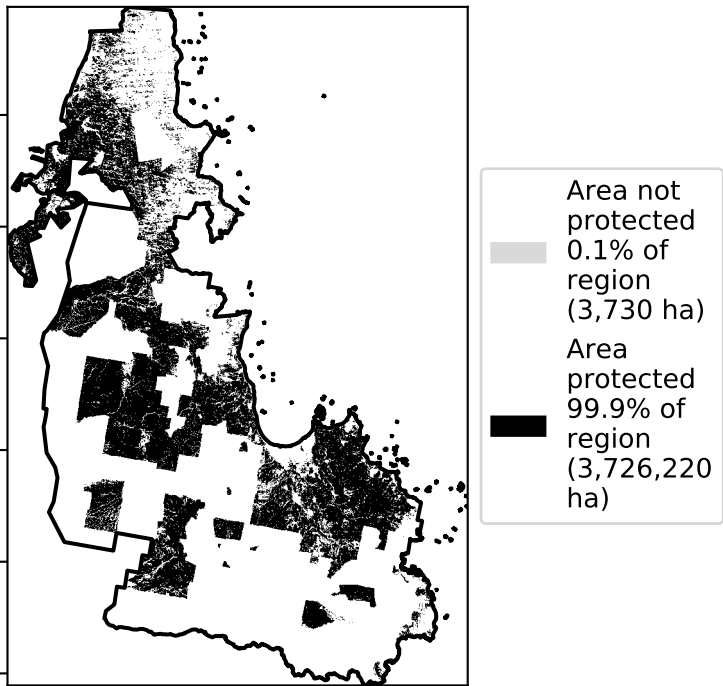 Area not
protected
0.1% of
region
(3,730 ha)
Area
protected
99.9% of
region
(3,726,220
ha)